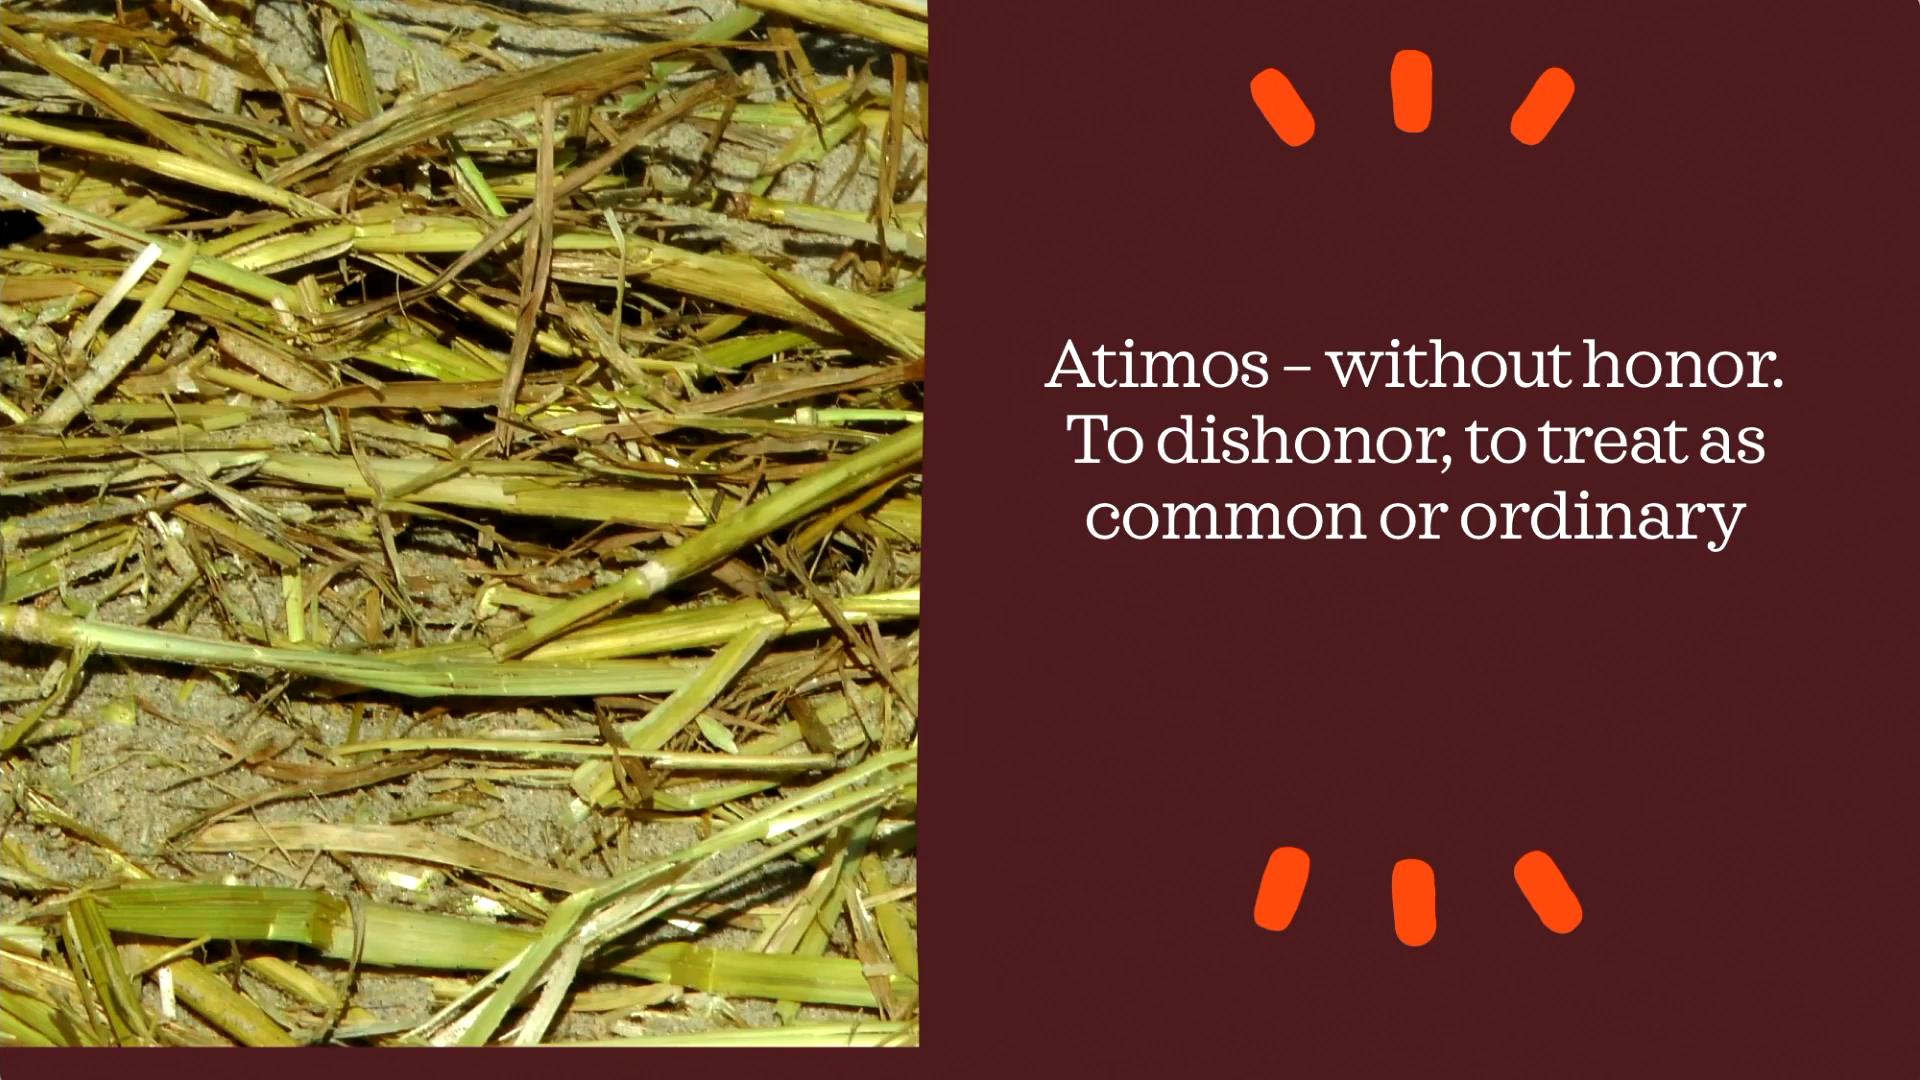 Atimos – without honor.
To dishonor, to treat as
common or ordinary